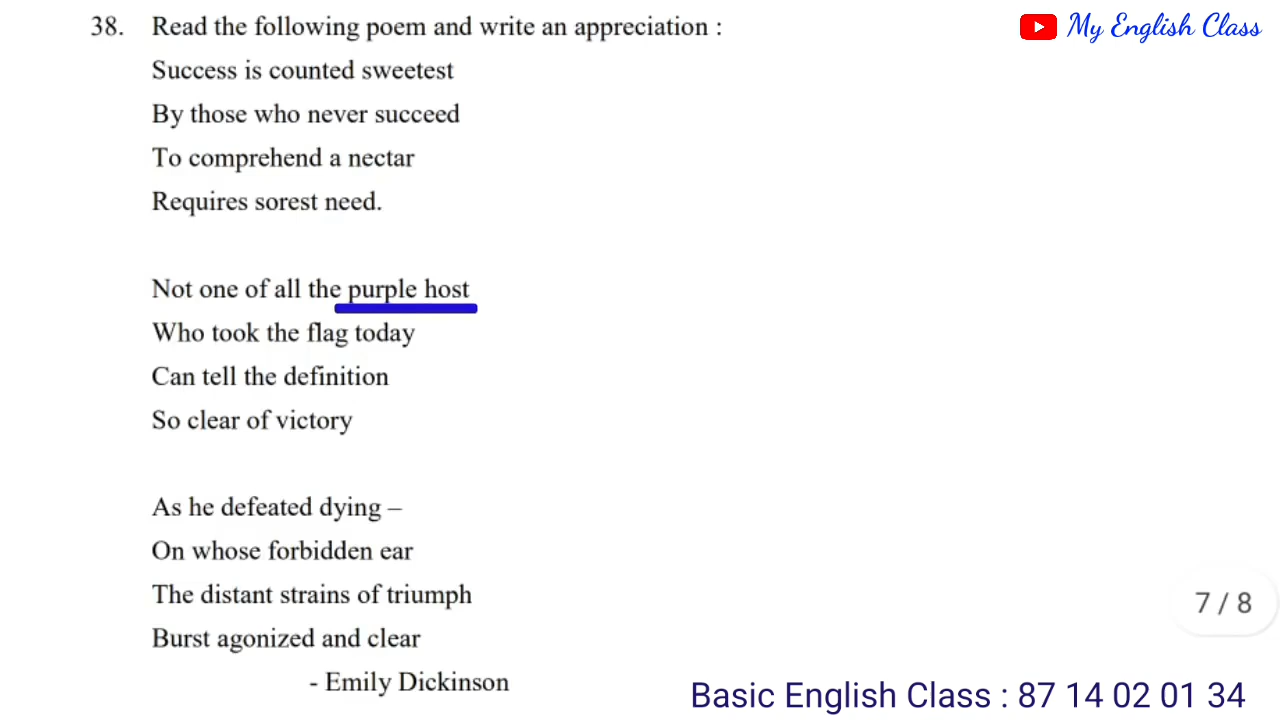 38. Read the following poem and write an appreciation :
My English Class
Success is counted sweetest
By those who never succeed
To comprehend a nectar
Requires sorest need.
Not one of all the purple host
Who took the flag today
Can tell the definition
So clear of victory
As he defeated dying –
On whose forbidden ear
The distant strains of triumph
Burst agonized and clear
- Emily Dickinson
7 / 8
Basic English Class : 87 14 02 01 34